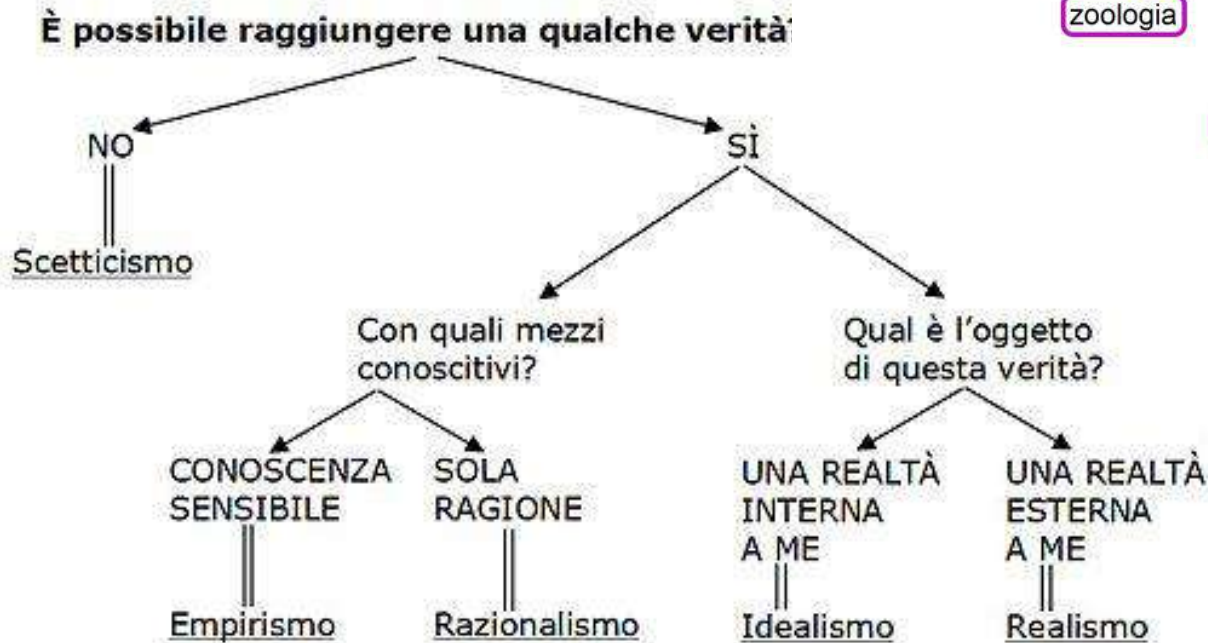 È possibile raggiungere una qualche verità
zoologia
NO
SÌ
Scetticismo
Con quali mezzi
conoscitivi?
Qual è l'oggetto
di questa verità?
CONOSCENZA
SENSIBILE
SOLA
RAGIONE
UNA REALTÀ
INTERNA
A ME
UNA REALTÀ
ESTERNA
A ME
Empirismo
Razionalismo
Idealismo
Realismo